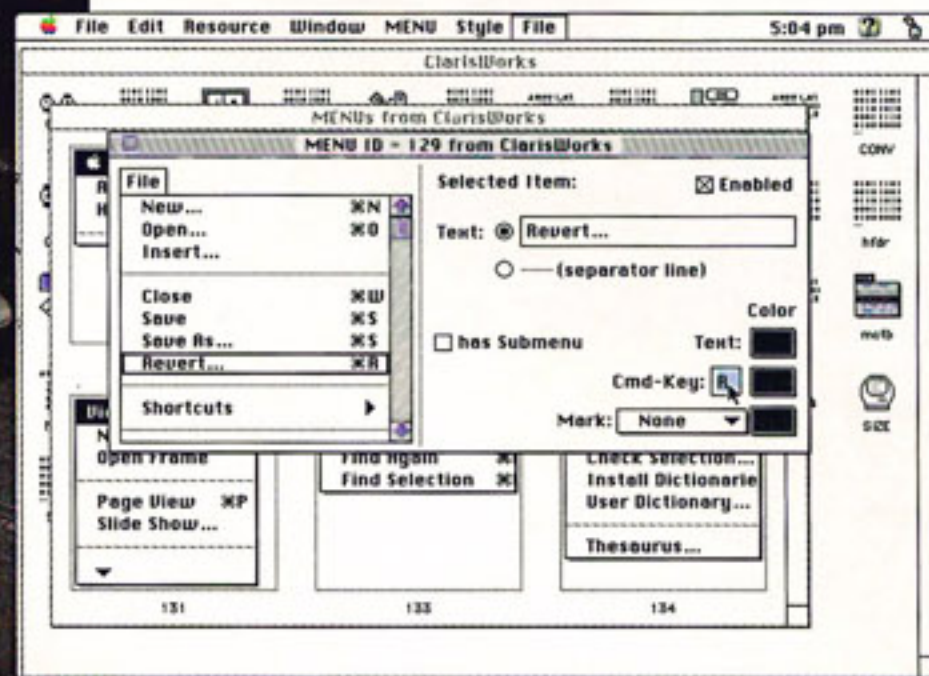 File Edit Resource Window MENU Style File 5:04 pm
ClarisWorks
MENUs from ClarisWorks
MENU ID = 129 from ClarisWorks
File
New... ⌘N
Open... ⌘O
Insert...
Close ⌘W
Save ⌘S
Save As... ⌘S
Revert... ⌘R
Shortcuts
Selected Item:
Enabled
Text: Revert...
(separator line)
Color
has Submenu
Text:
Cmd-Key: R
Mark: None
CONV
hfdr
mctb
SIZE
Open Frame
Page View ⌘P
Slide Show...
131
Find Again ⌘
Find Selection ⌘
133
Check Selection...
Install Dictionarie
User Dictionary...
Thesaurus...
134